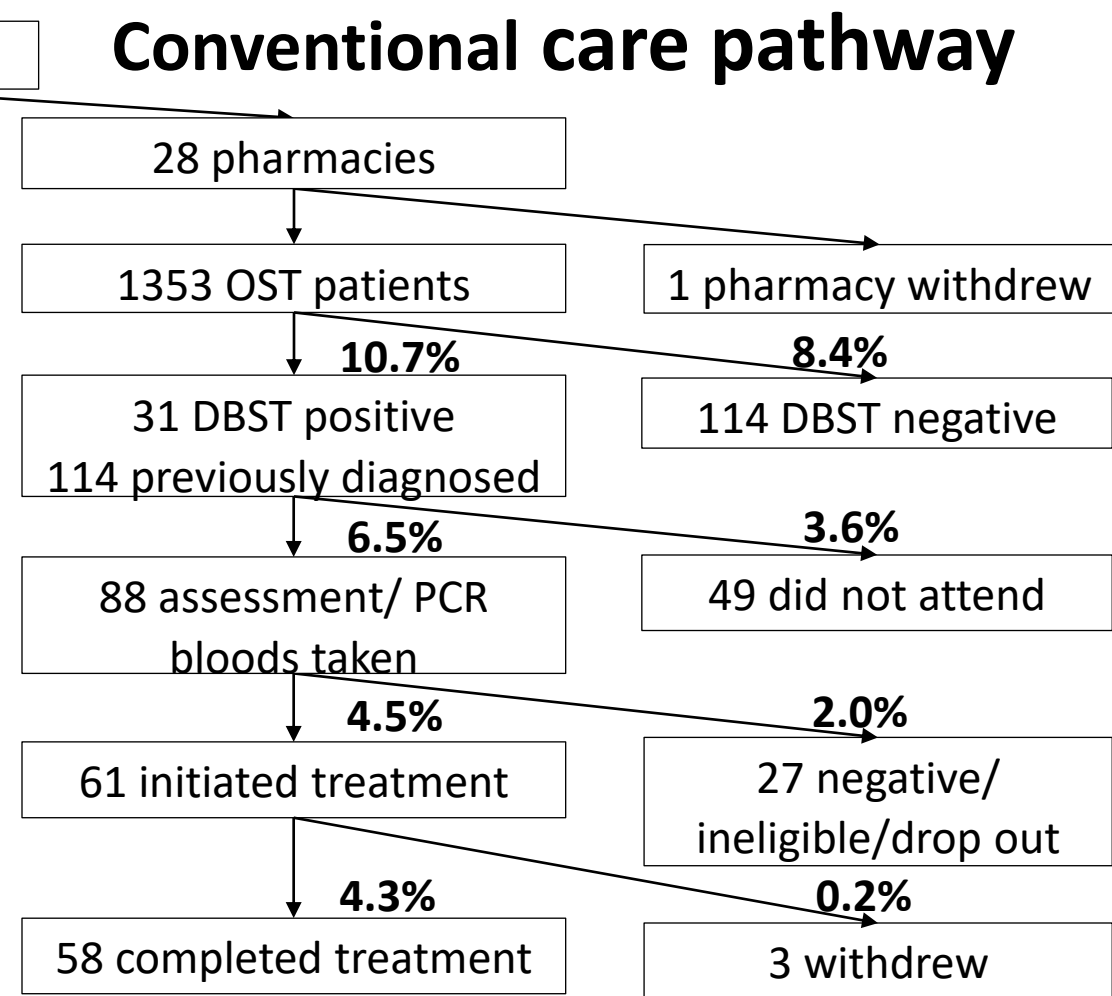 Conventional care pathway
28 pharmacies
1353 OST patients
1 pharmacy withdrew
10.7%
8.4%
31 DBST positive
114 previously diagnosed
114 DBST negative
6.5%
3.6%
88 assessment/ PCR
bloods taken
49 did not attend
4.5%
2.0%
61 initiated treatment
27 negative/
ineligible/drop out
4.3%
0.2%
58 completed treatment
3 withdrew